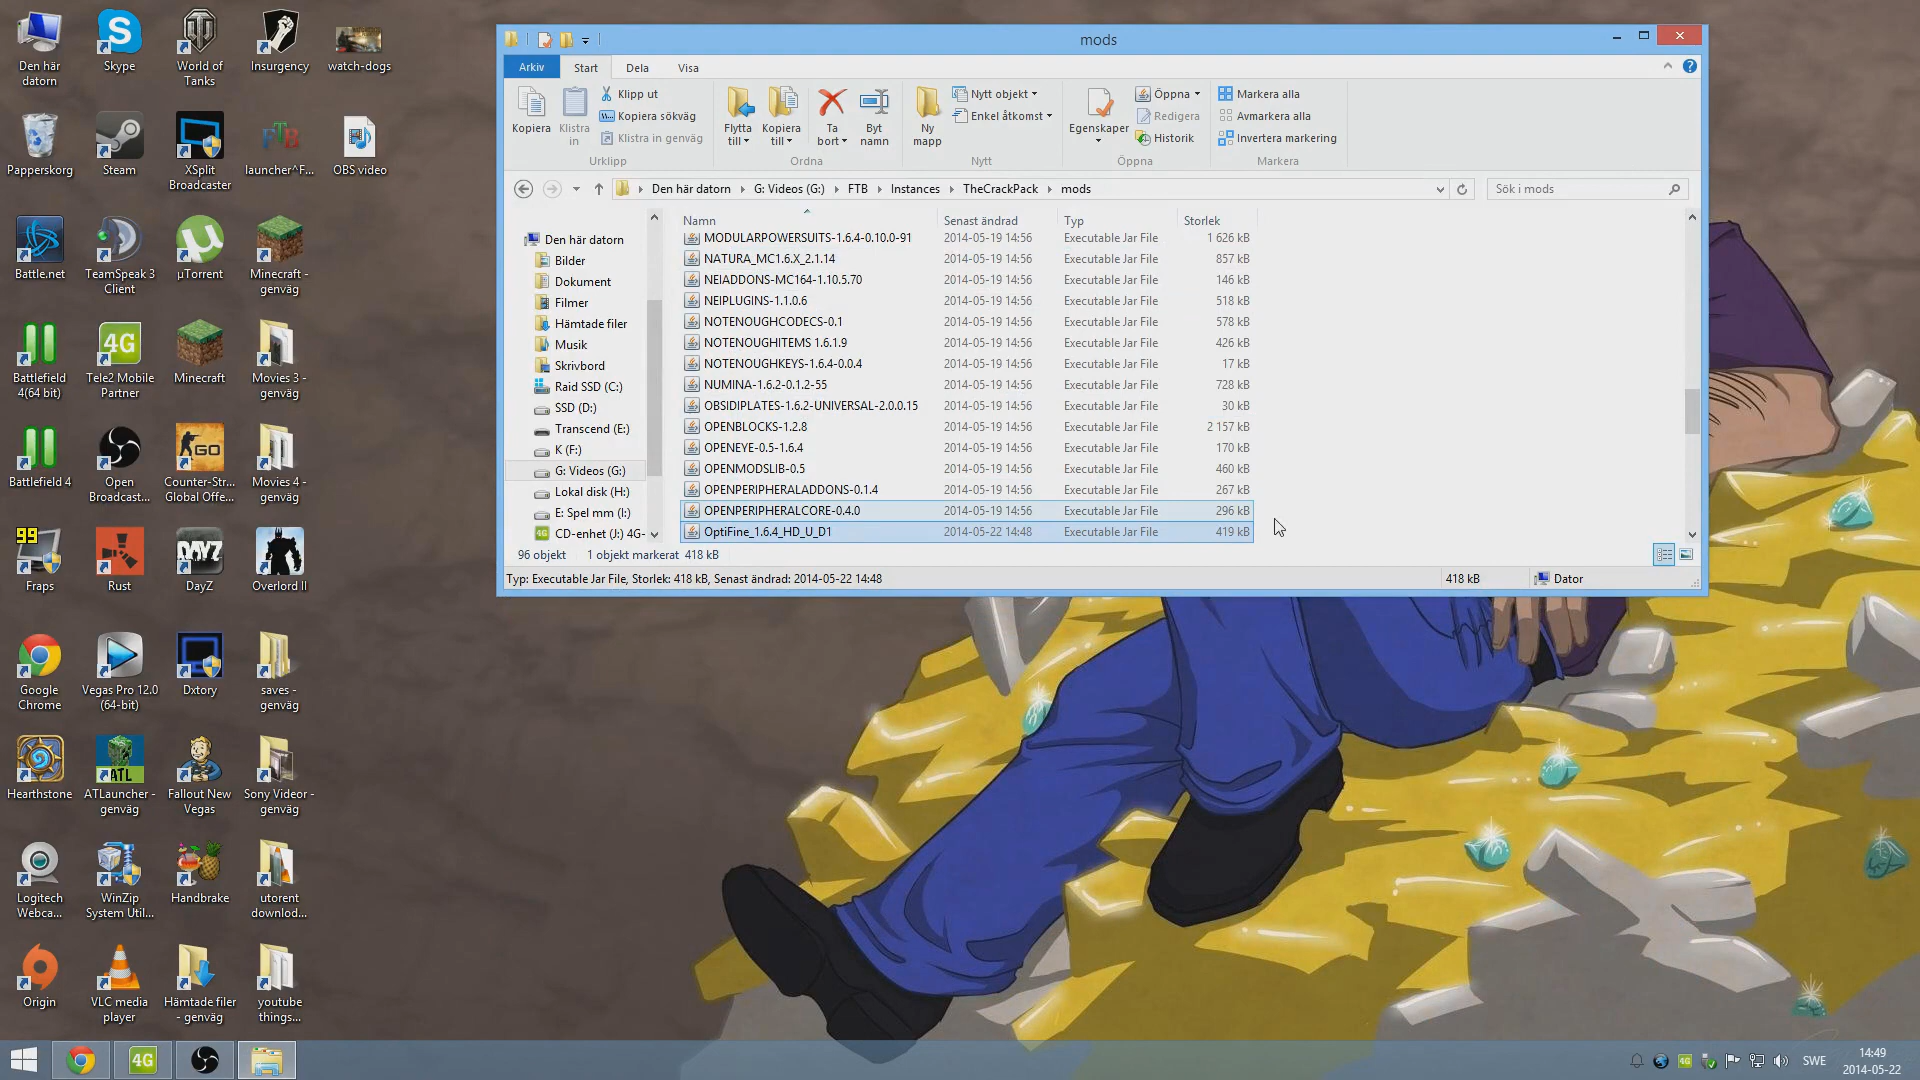 Den här
datorn
Skype
World of
Tanks
Insurgency
watch-dogs
Papperskorg
Steam
XSplit
Broadcaster
launcher^F...
OBS video
Battle.net
TeamSpeak 3
Client
µTorrent
Minecraft -
genväg
Battlefield
4(64 bit)
4G
Tele2 Mobile
Partner
Minecraft
Movies 3 -
genväg
Battlefield 4
Open
Broadcast...
GO
Counter-Str...
Global Offe...
Movies 4 -
genväg
99
Fraps
RUST
Rust
DAYZ
DayZ
Overlord II
Google
Chrome
Vegas Pro 12.0
(64-bit)
Dxtory
saves -
genväg
Hearthstone
ATL
ATLauncher -
genväg
Fallout New
Vegas
Sony Videor -
genväg
Logitech
Webca...
WinZip
System Util...
Handbrake
utorent
downlod...
Origin
VLC media
player
Hämtade filer
- genväg
youtube
things...
mods
Arkiv
Start
Dela
Visa
Kopiera
Klistra
in
Klipp ut
Kopiera sökväg
Klistra in genväg
Urklipp
Flytta
till
Kopiera
till
Ta
bort
Byt
namn
Ordna
Ny
mapp
Nytt objekt
Enkel åtkomst
Nytt
Egenskaper
Öppna
Redigera
Historik
Öppna
Markera alla
Avmarkera alla
Invertera markering
Markera
Den här datorn
G: Videos (G:)
FTB
Instances
TheCrackPack
mods
Sök i mods
Den här datorn
Bilder
Dokument
Filmer
Hämtade filer
Musik
Skrivbord
Raid SSD (C:)
SSD (D:)
Transcend (E:)
K (F:)
G: Videos (G:)
Lokal disk (H:)
E: Spel mm (I:)
CD-enhet (J:) 4G-
Namn Senast ändrad Typ Storlek
MODULARPOWERSUITS-1.6.4-0.10.0-91 2014-05-19 14:56 Executable Jar File 1 626 kB
NATURA_MC1.6.X_2.1.14 2014-05-19 14:56 Executable Jar File 857 kB
NEIADDONS-MC164-1.10.5.70 2014-05-19 14:56 Executable Jar File 146 kB
NEIPLUGINS-1.1.0.6 2014-05-19 14:56 Executable Jar File 518 kB
NOTENOUGHCODECS-0.1 2014-05-19 14:56 Executable Jar File 578 kB
NOTENOUGHITEMS 1.6.1.9 2014-05-19 14:56 Executable Jar File 426 kB
NOTENOUGHKEYS-1.6.4-0.0.4 2014-05-19 14:56 Executable Jar File 17 kB
NUMINA-1.6.2-0.1.2-55 2014-05-19 14:56 Executable Jar File 728 kB
OBSIDIPLATES-1.6.2-UNIVERSAL-2.0.0.15 2014-05-19 14:56 Executable Jar File 30 kB
OPENBLOCKS-1.2.8 2014-05-19 14:56 Executable Jar File 2 157 kB
OPENEYE-0.5-1.6.4 2014-05-19 14:56 Executable Jar File 170 kB
OPENMODSLIB-0.5 2014-05-19 14:56 Executable Jar File 460 kB
OPENPERIPHERALADDONS-0.1.4 2014-05-19 14:56 Executable Jar File 267 kB
OPENPERIPHERALCORE-0.4.0 2014-05-19 14:56 Executable Jar File 296 kB
OptiFine_1.6.4_HD_U_D1 2014-05-22 14:48 Executable Jar File 419 kB
96 objekt 1 objekt markerat 418 kB
Typ: Executable Jar File, Storlek: 418 kB, Senast ändrad: 2014-05-22 14:48 418 kB Dator
4G
4G
SWE
14:49
2014-05-22